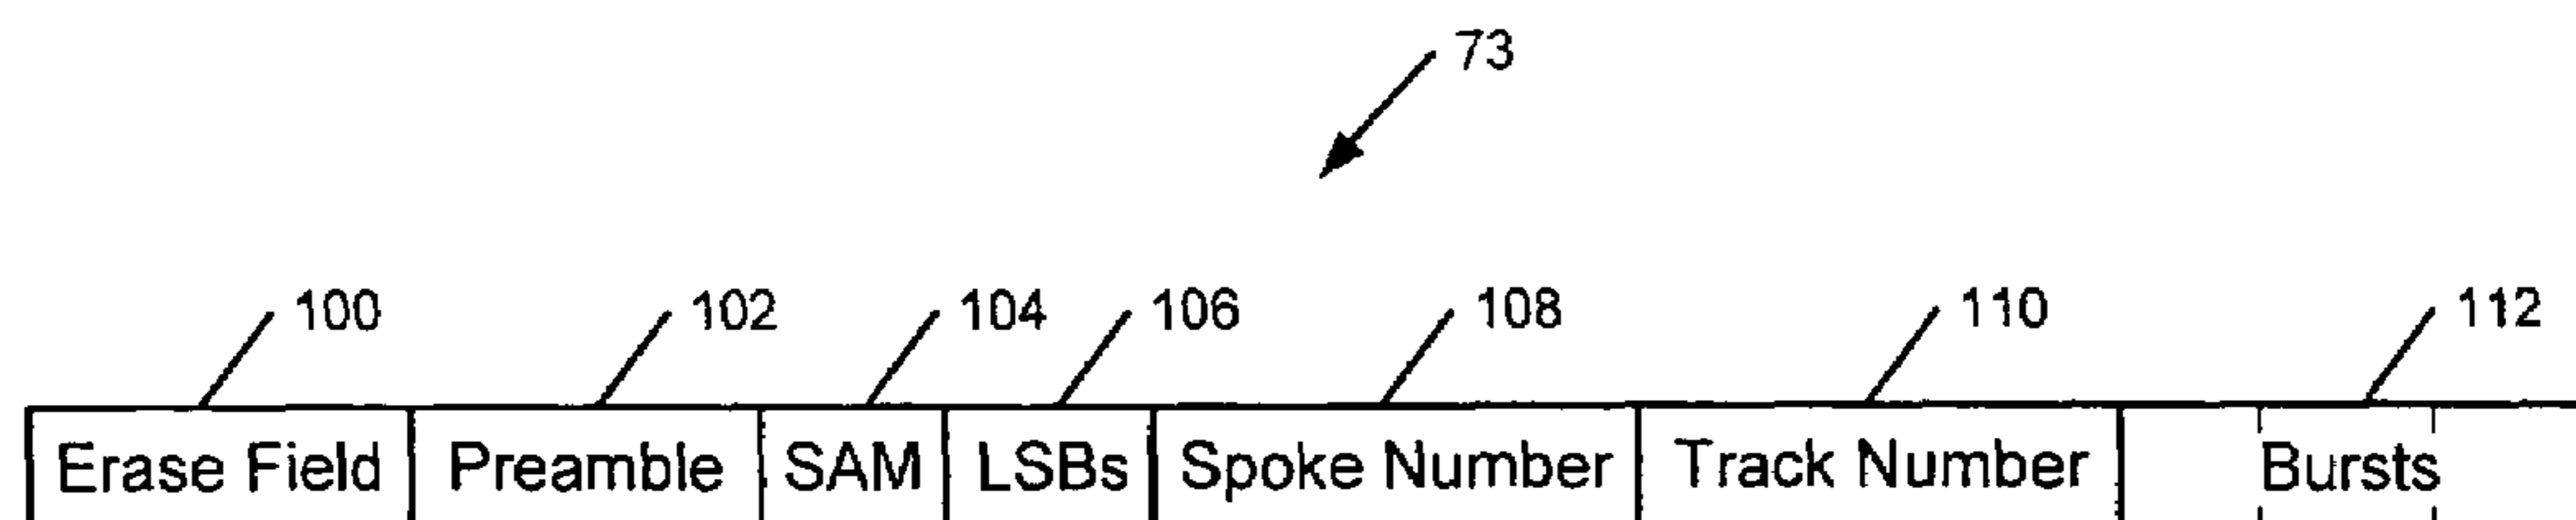 73
100 102 104 106 108 110 112
Erase Field Preamble SAM LSBs Spoke Number Track Number Bursts